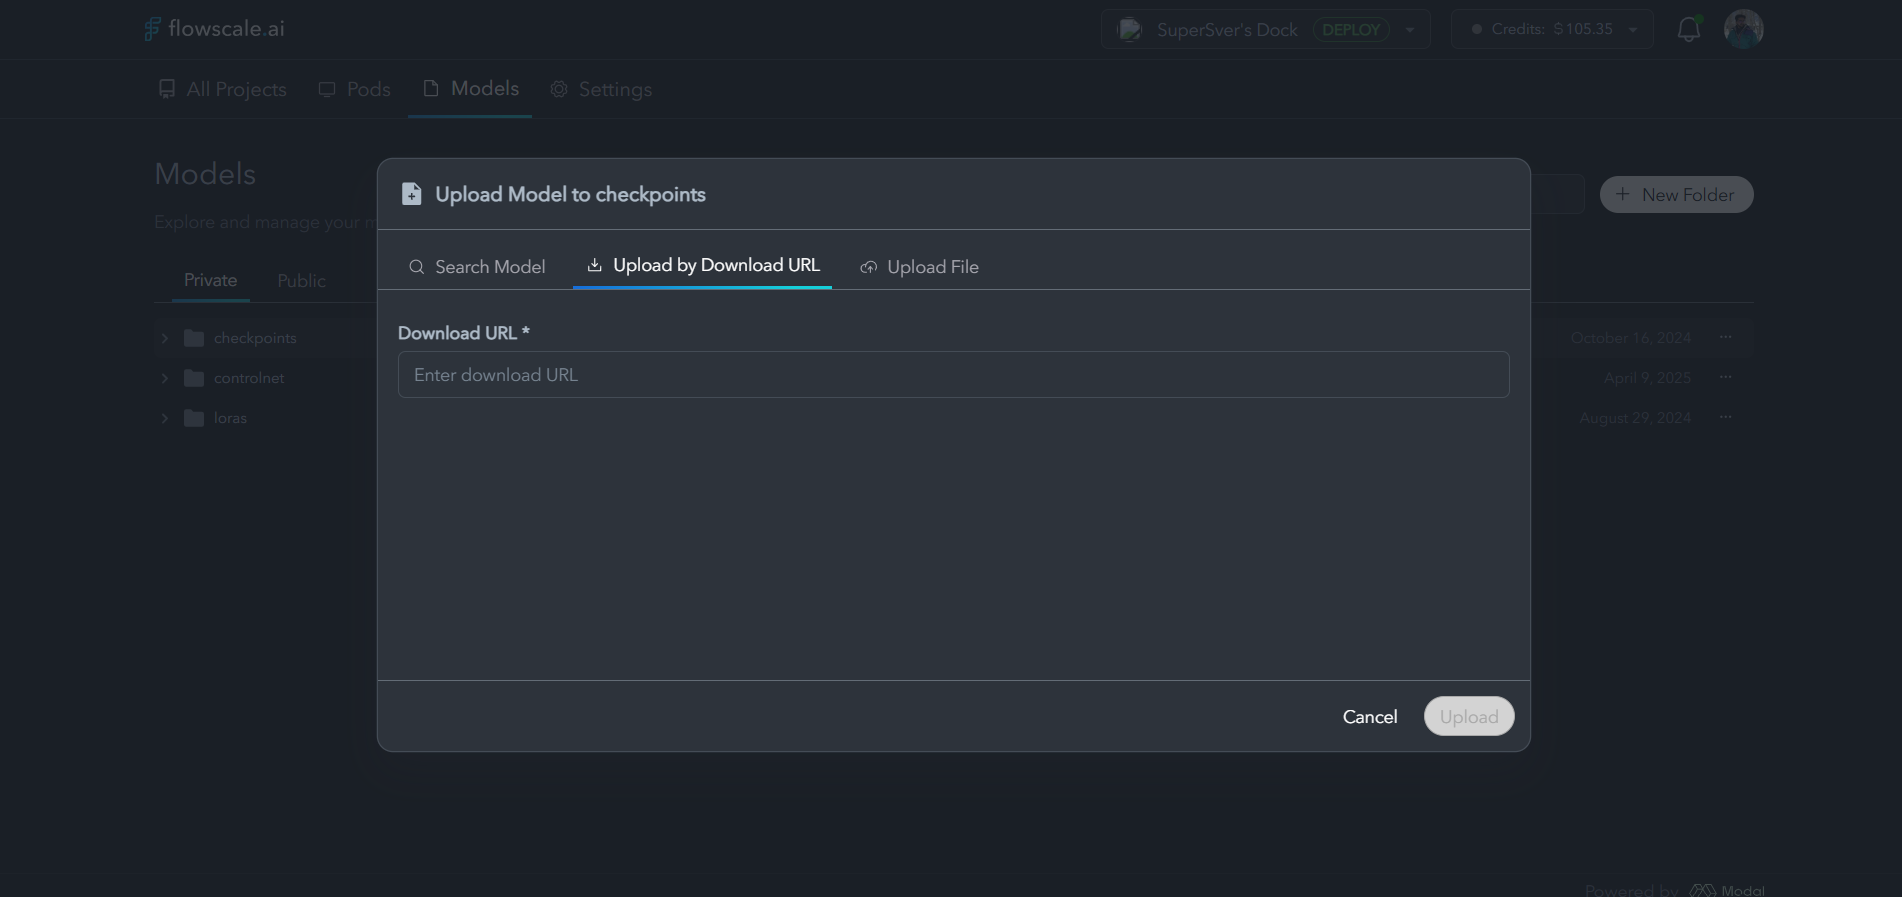 flowscale.ai
SuperSver's Dock DEPLOY
Credits: $ 105.35
All Projects
Pods
Models
Settings
Models
Explore and manage your
New Folder
Private
Public
checkpoints October 16, 2024
controlnet April 9, 2025
loras August 29, 2024
Upload Model to checkpoints
Search Model
Upload by Download URL
Upload File
Download URL *
Enter download URL
Cancel
Upload
Powered by Modal